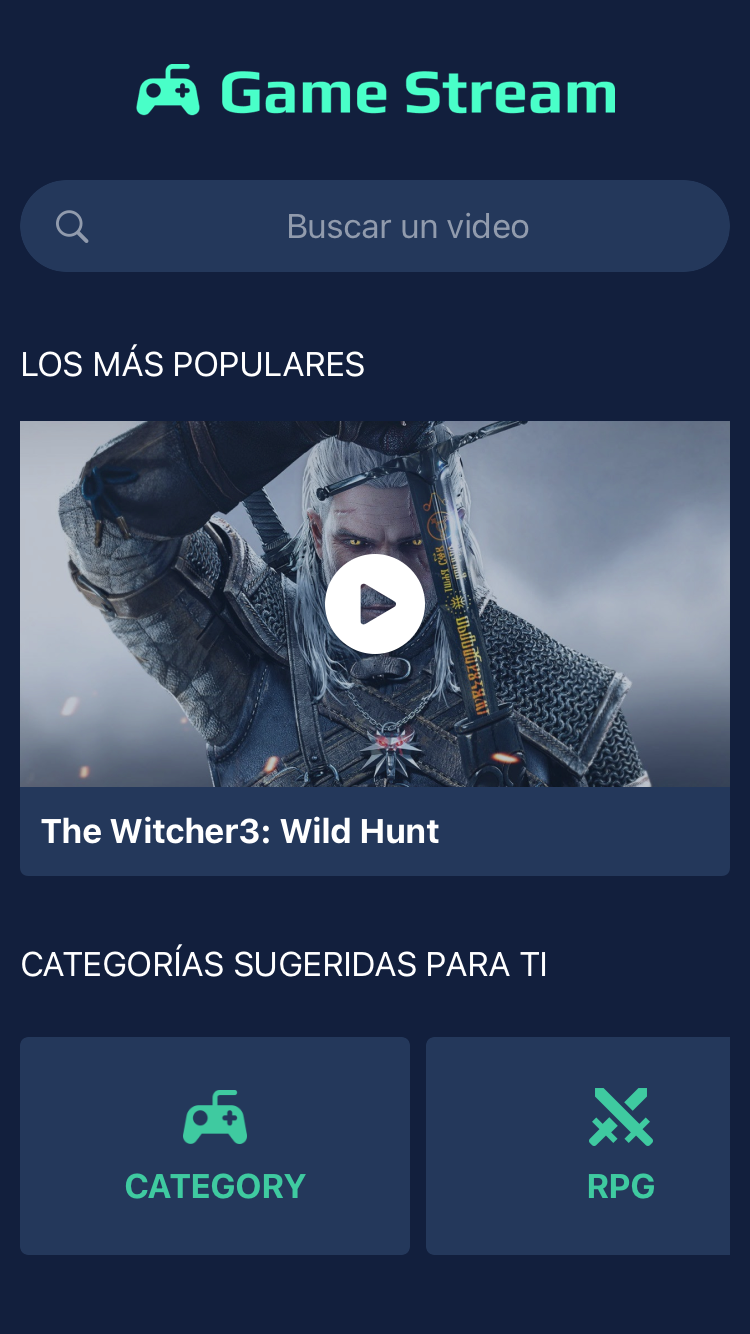 Game Stream
Buscar un video
LOS MÁS POPULARES
The Witcher3: Wild Hunt
CATEGORÍAS SUGERIDAS PARA TI
CATEGORY
RPG